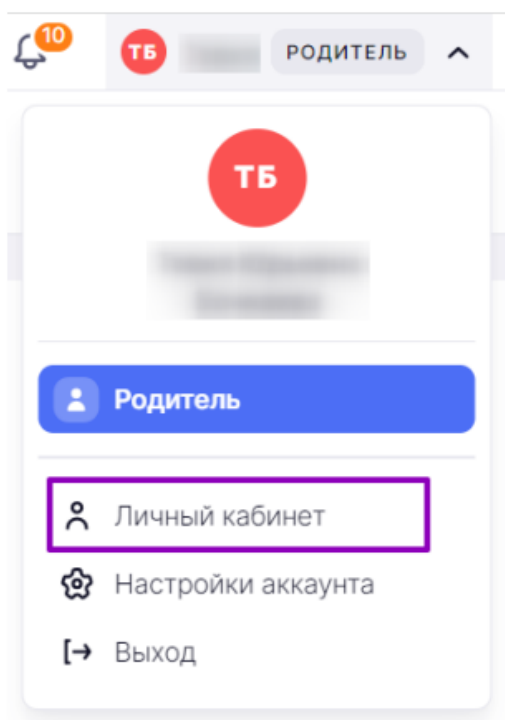 10
ТБ РОДИТЕЛЬ
ТБ
Родитель
Личный кабинет
Настройки аккаунта
Выход